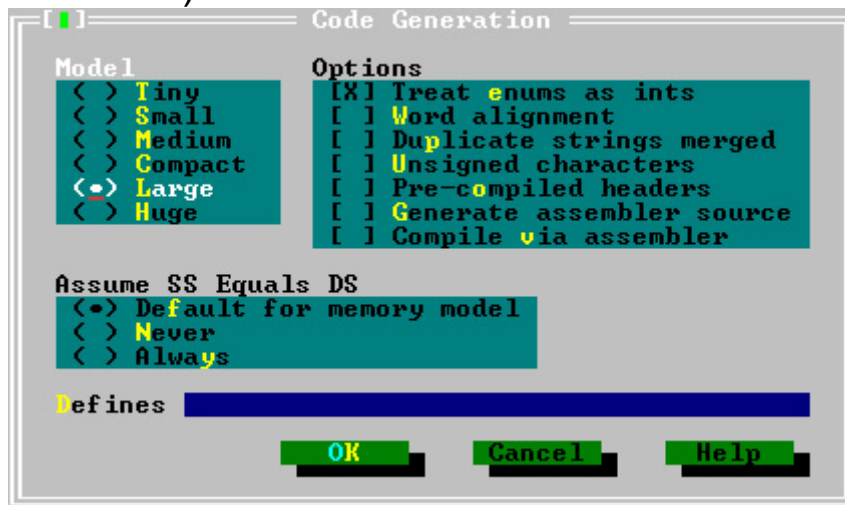 [ ] Code Generation
Model
( ) Tiny
( ) Small
( ) Medium
( ) Compact
(•) Large
( ) Huge
Options
[X] Treat enums as ints
[ ] Word alignment
[ ] Duplicate strings merged
[ ] Unsigned characters
[ ] Pre-compiled headers
[ ] Generate assembler source
[ ] Compile via assembler
Assume SS Equals DS
(•) Default for memory model
( ) Never
( ) Always
Defines
OK Cancel Help